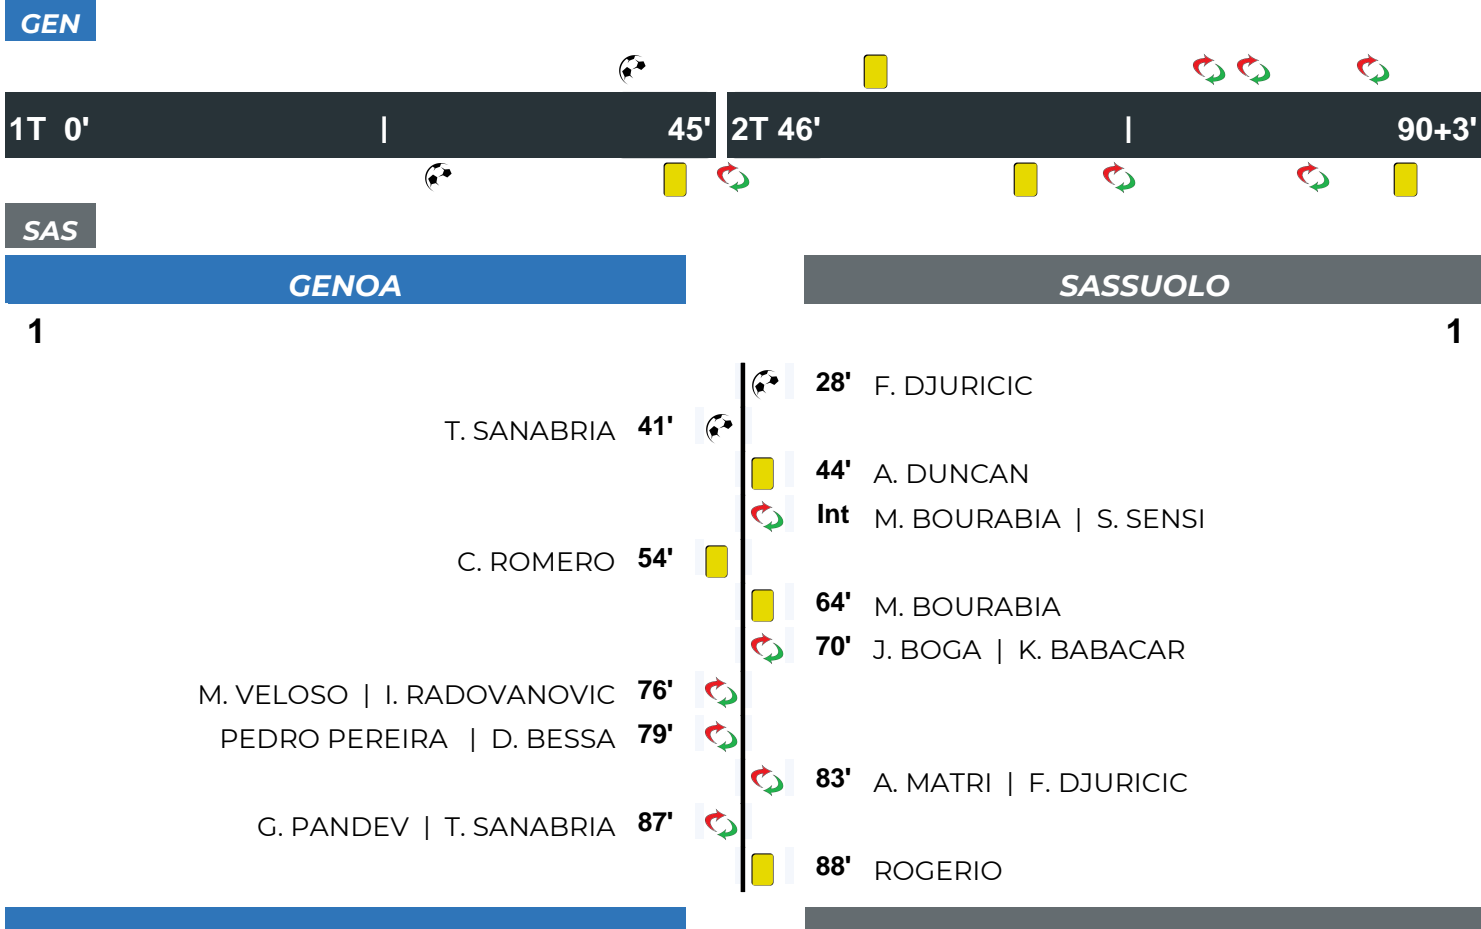 GEN
1T 0' | 45' 2T 46' | 90+3'
SAS
GENOA SASSUOLO
1 1
28' F. DJURICIC
T. SANABRIA 41'
44' A. DUNCAN
Int M. BOURABIA | S. SENSI
C. ROMERO 54'
64' M. BOURABIA
70' J. BOGA | K. BABACAR
M. VELOSO | I. RADOVANOVIC 76'
PEDRO PEREIRA | D. BESSA 79'
83' A. MATRI | F. DJURICIC
G. PANDEV | T. SANABRIA 87'
88' ROGERIO